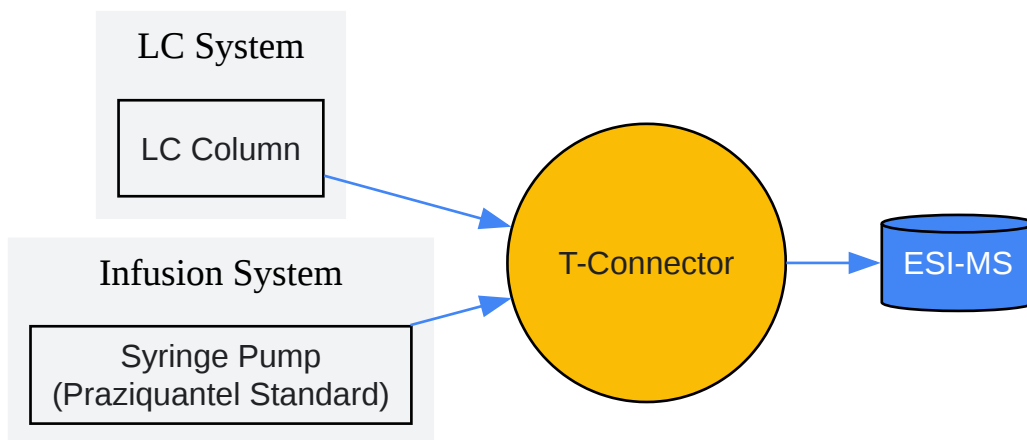 LC System
LC Column
Infusion System
Syringe Pump
(Praziquantel Standard)
T-Connector
ESI-MS